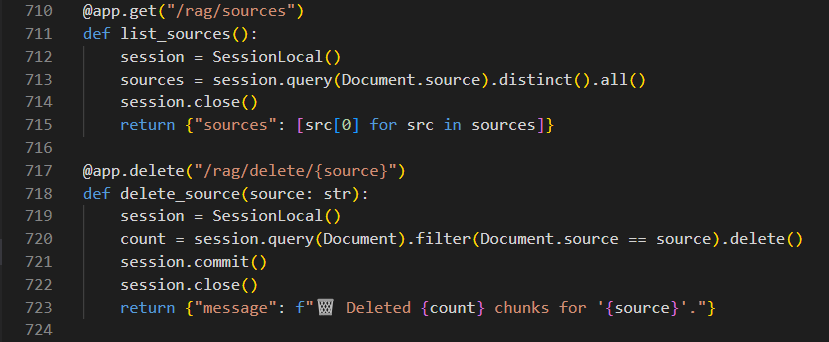 710 @app.get("/rag/sources")
711 def list_sources():
712     session = SessionLocal()
713     sources = session.query(Document.source).distinct().all()
714     session.close()
715     return {"sources": [src[0] for src in sources]}
716
717 @app.delete("/rag/delete/{source}")
718 def delete_source(source: str):
719     session = SessionLocal()
720     count = session.query(Document).filter(Document.source == source).delete()
721     session.commit()
722     session.close()
723     return {"message": f"🗑️ Deleted {count} chunks for '{source}'."}
724